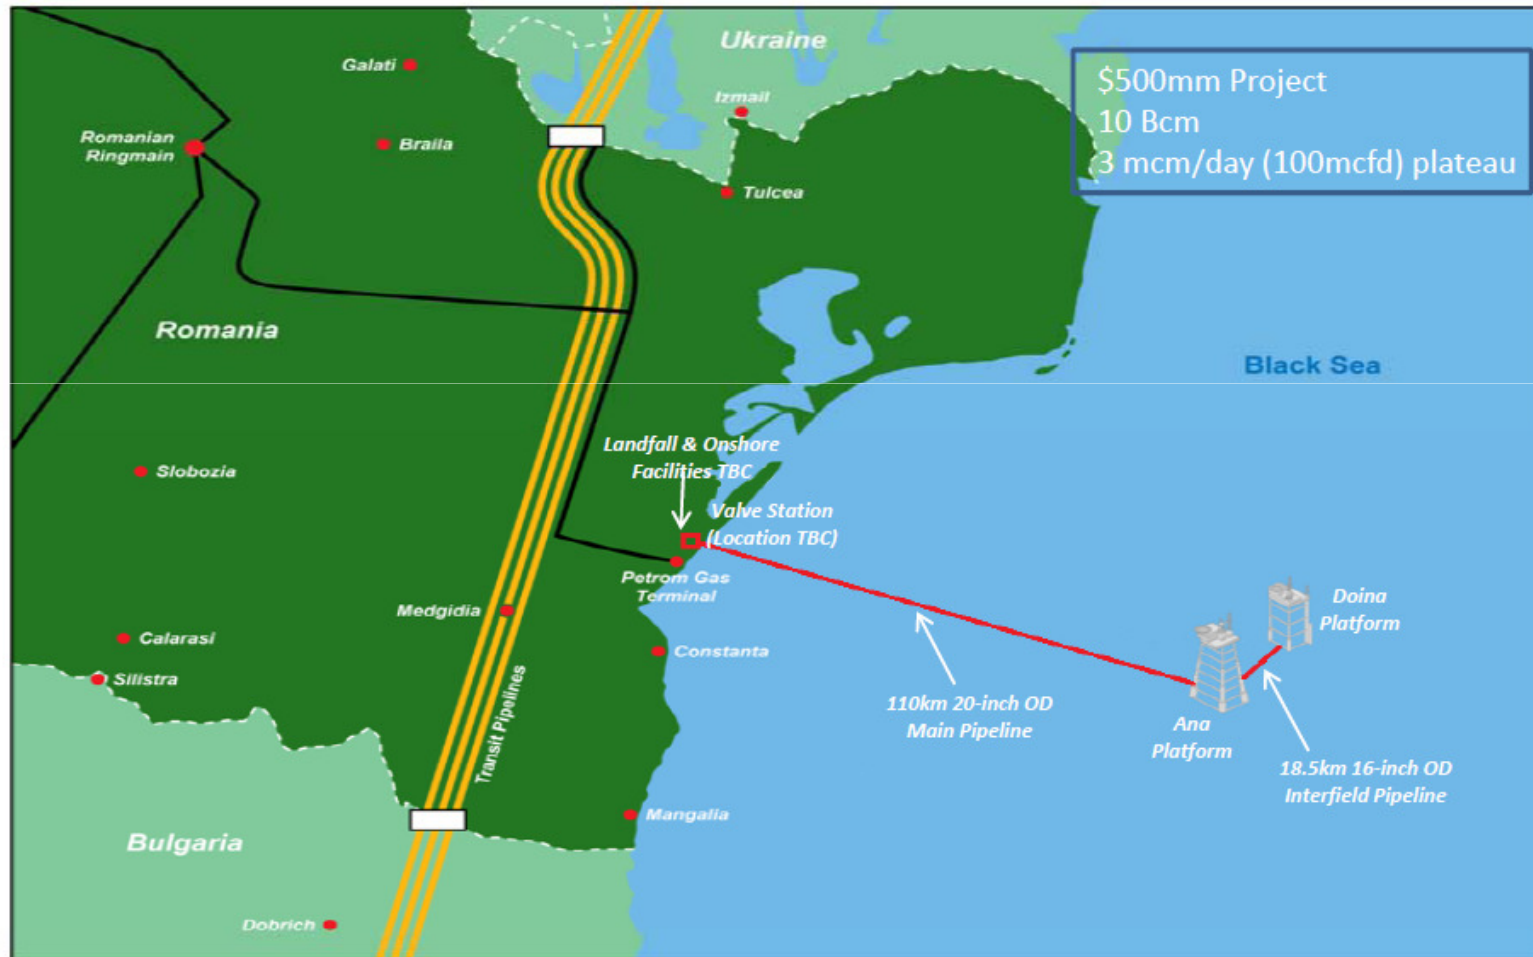 Ukraine
$500mm Project
10 Bcm
3 mcm/day (100mcfd) plateau
Galati
Izmail
Romanian
Ringmain
Braila
Tulcea
Romania
Black Sea
Landfall & Onshore
Facilities TBC
Slobozia
Valve Station
(Location TBC)
Petrom Gas
Terminal
Medgidia
Doina
Platform
Calarasi
Constanta
Silistra
110km 20-inch OD
Main Pipeline
Ana
Platform
Transit Pipelines
18.5km 16-inch OD
Interfield Pipeline
Mangalia
Bulgaria
Dobrich